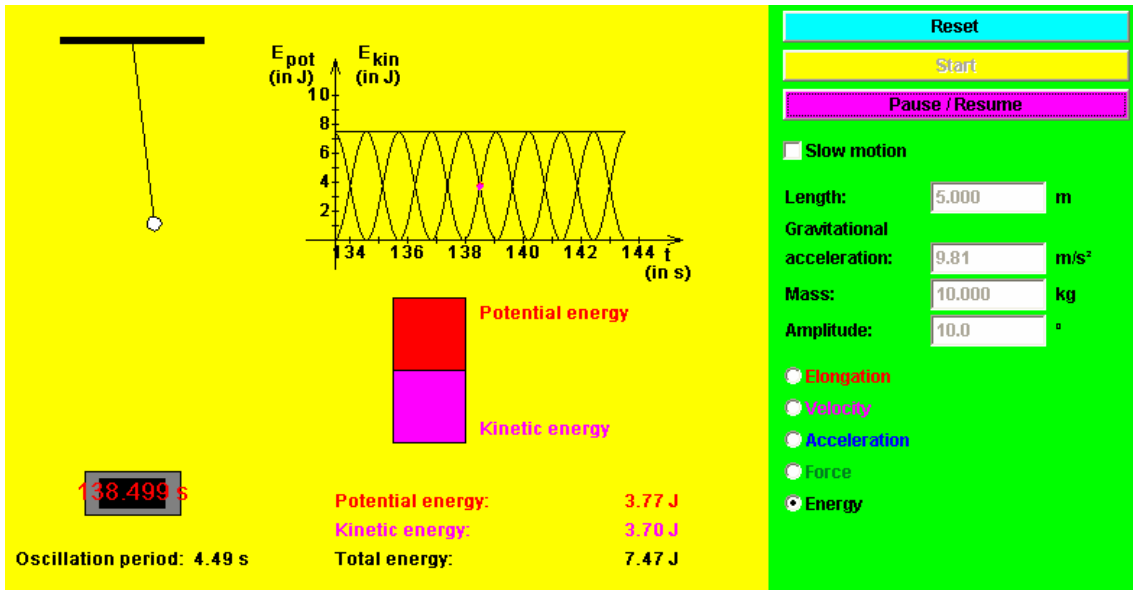 E pot E kin
(in J) (in J)
10
8
6
4
2
134 136 138 140 142 144 t
(in s)
Potential energy
Kinetic energy
138.499 s
Potential energy: 3.77 J
Kinetic energy: 3.70 J
Oscillation period: 4.49 s Total energy: 7.47 J
Reset
Start
Pause / Resume
Slow motion
Length: 5.000 m
Gravitational
acceleration: 9.81 m/s²
Mass: 10.000 kg
Amplitude: 10.0 °
Elongation
Velocity
Acceleration
Force
Energy